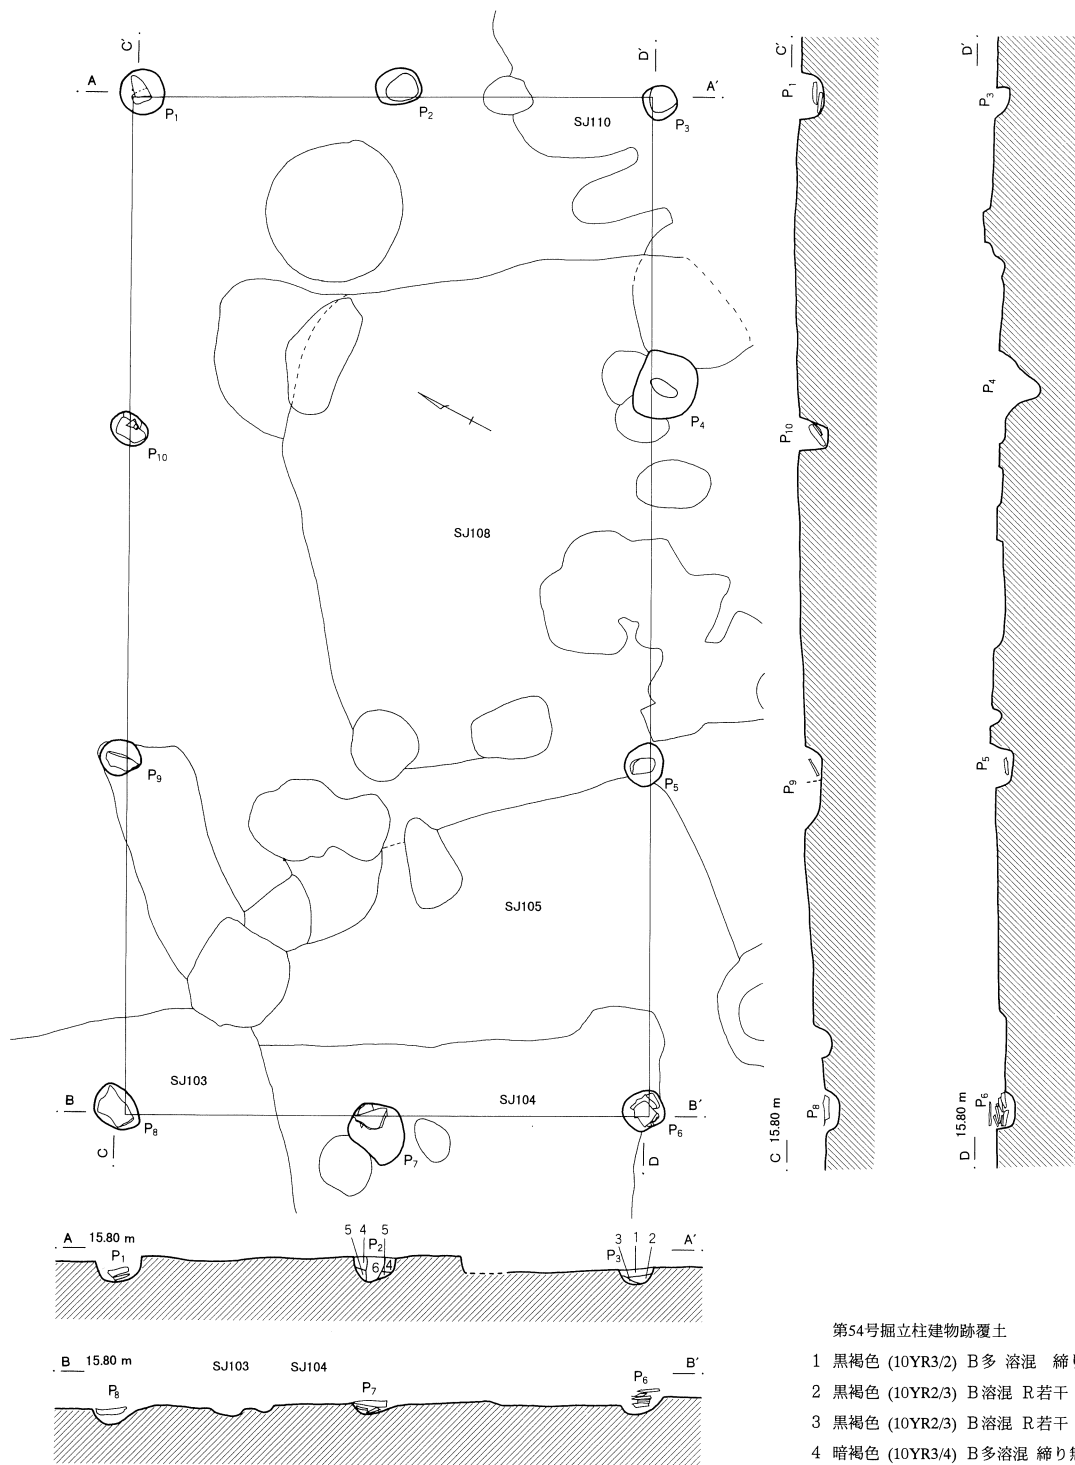 C′
D′
C′
D′
A
A′
P1
P2
P3
SJ110
P1
P3
P4
P4
P10
P10
SJ108
P9
P5
P9
P5
SJ105
SJ103
SJ104
B
B′
P8
P7
P6
P8
P6
C
D
C 15.80 m
D 15.80 m
A 15.80 m
A′
5 4 5
3 1 2
P1
P2
P3
6 4
B 15.80 m
SJ103 SJ104
B′
P8
P7
P6
第54号掘立柱建物跡覆土
1 黒褐色 (10YR3/2) B多 溶混 締
2 黒褐色 (10YR2/3) B溶混 R若干
3 黒褐色 (10YR2/3) B溶混 R若干
4 暗褐色 (10YR3/4) B多溶混 締り